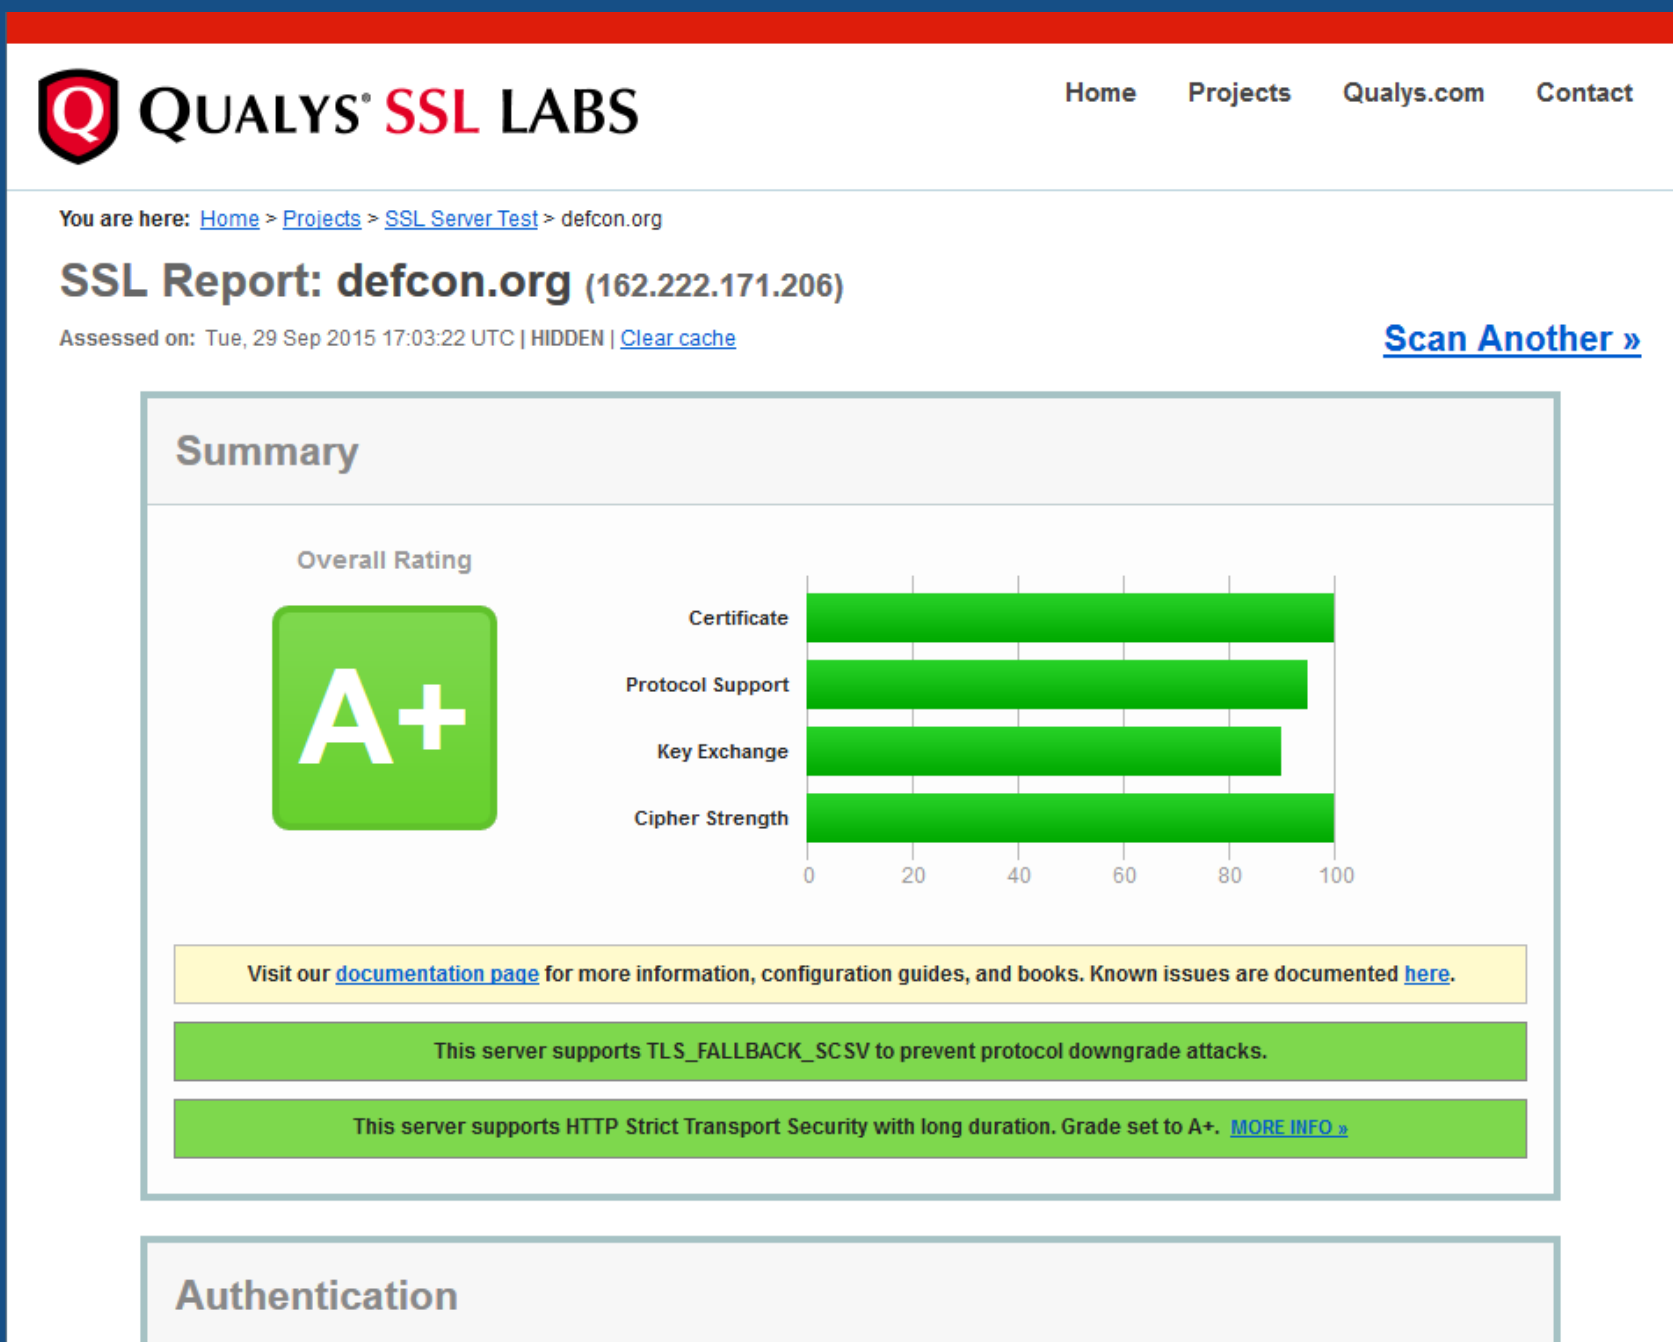 Q QUALYS® SSL LABS
Home Projects Qualys.com Contact
You are here: Home > Projects > SSL Server Test > defcon.org
SSL Report: defcon.org (162.222.171.206)
Assessed on: Tue, 29 Sep 2015 17:03:22 UTC | HIDDEN | Clear cache
Scan Another »
Summary
Overall Rating
A+
Certificate
Protocol Support
Key Exchange
Cipher Strength
0 20 40 60 80 100
Visit our documentation page for more information, configuration guides, and books. Known issues are documented here.
This server supports TLS_FALLBACK_SCSV to prevent protocol downgrade attacks.
This server supports HTTP Strict Transport Security with long duration. Grade set to A+. MORE INFO »
Authentication